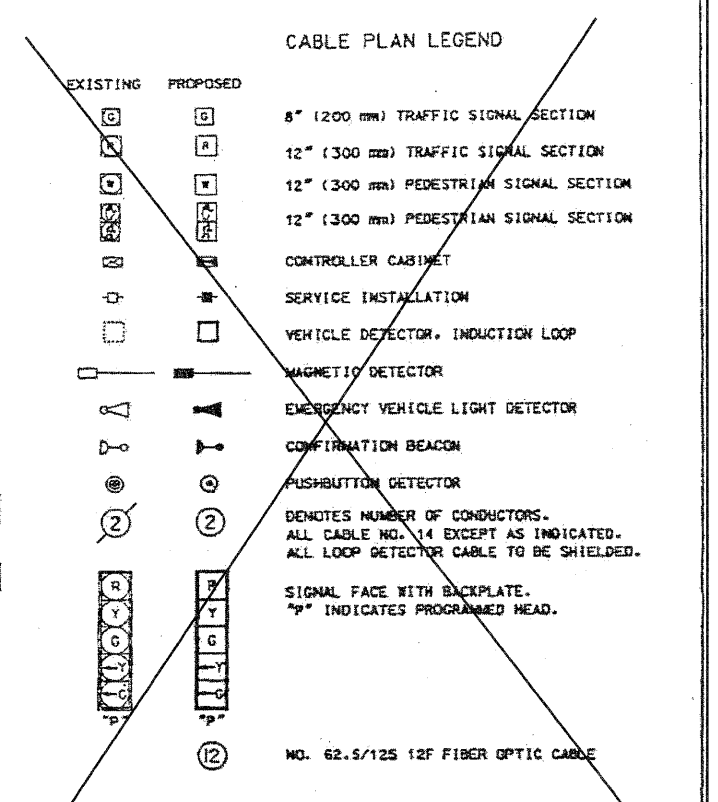 CABLE PLAN LEGEND
EXISTING PROPOSED
G G 8" (200 mm) TRAFFIC SIGNAL SECTION
R R 12" (300 mm) TRAFFIC SIGNAL SECTION
W W 12" (300 mm) PEDESTRIAN SIGNAL SECTION
12" (300 mm) PEDESTRIAN SIGNAL SECTION
CONTROLLER CABINET
SERVICE INSTALLATION
VEHICLE DETECTOR. INDUCTION LOOP
MAGNETIC DETECTOR
EMERGENCY VEHICLE LIGHT DETECTOR
CONFIRMATION BEACON
PUSHBUTTON DETECTOR
2 2 DENOTES NUMBER OF CONDUCTORS.
ALL CABLE NO. 14 EXCEPT AS INDICATED.
ALL LOOP DETECTOR CABLE TO BE SHIELDED.
R R SIGNAL FACE WITH BACKPLATE.
"P" INDICATES PROGRAMMED HEAD.
Y Y
G G
Y Y
G G
"P" "P"
12 NO. 62.5/125 12F FIBER OPTIC CABLE